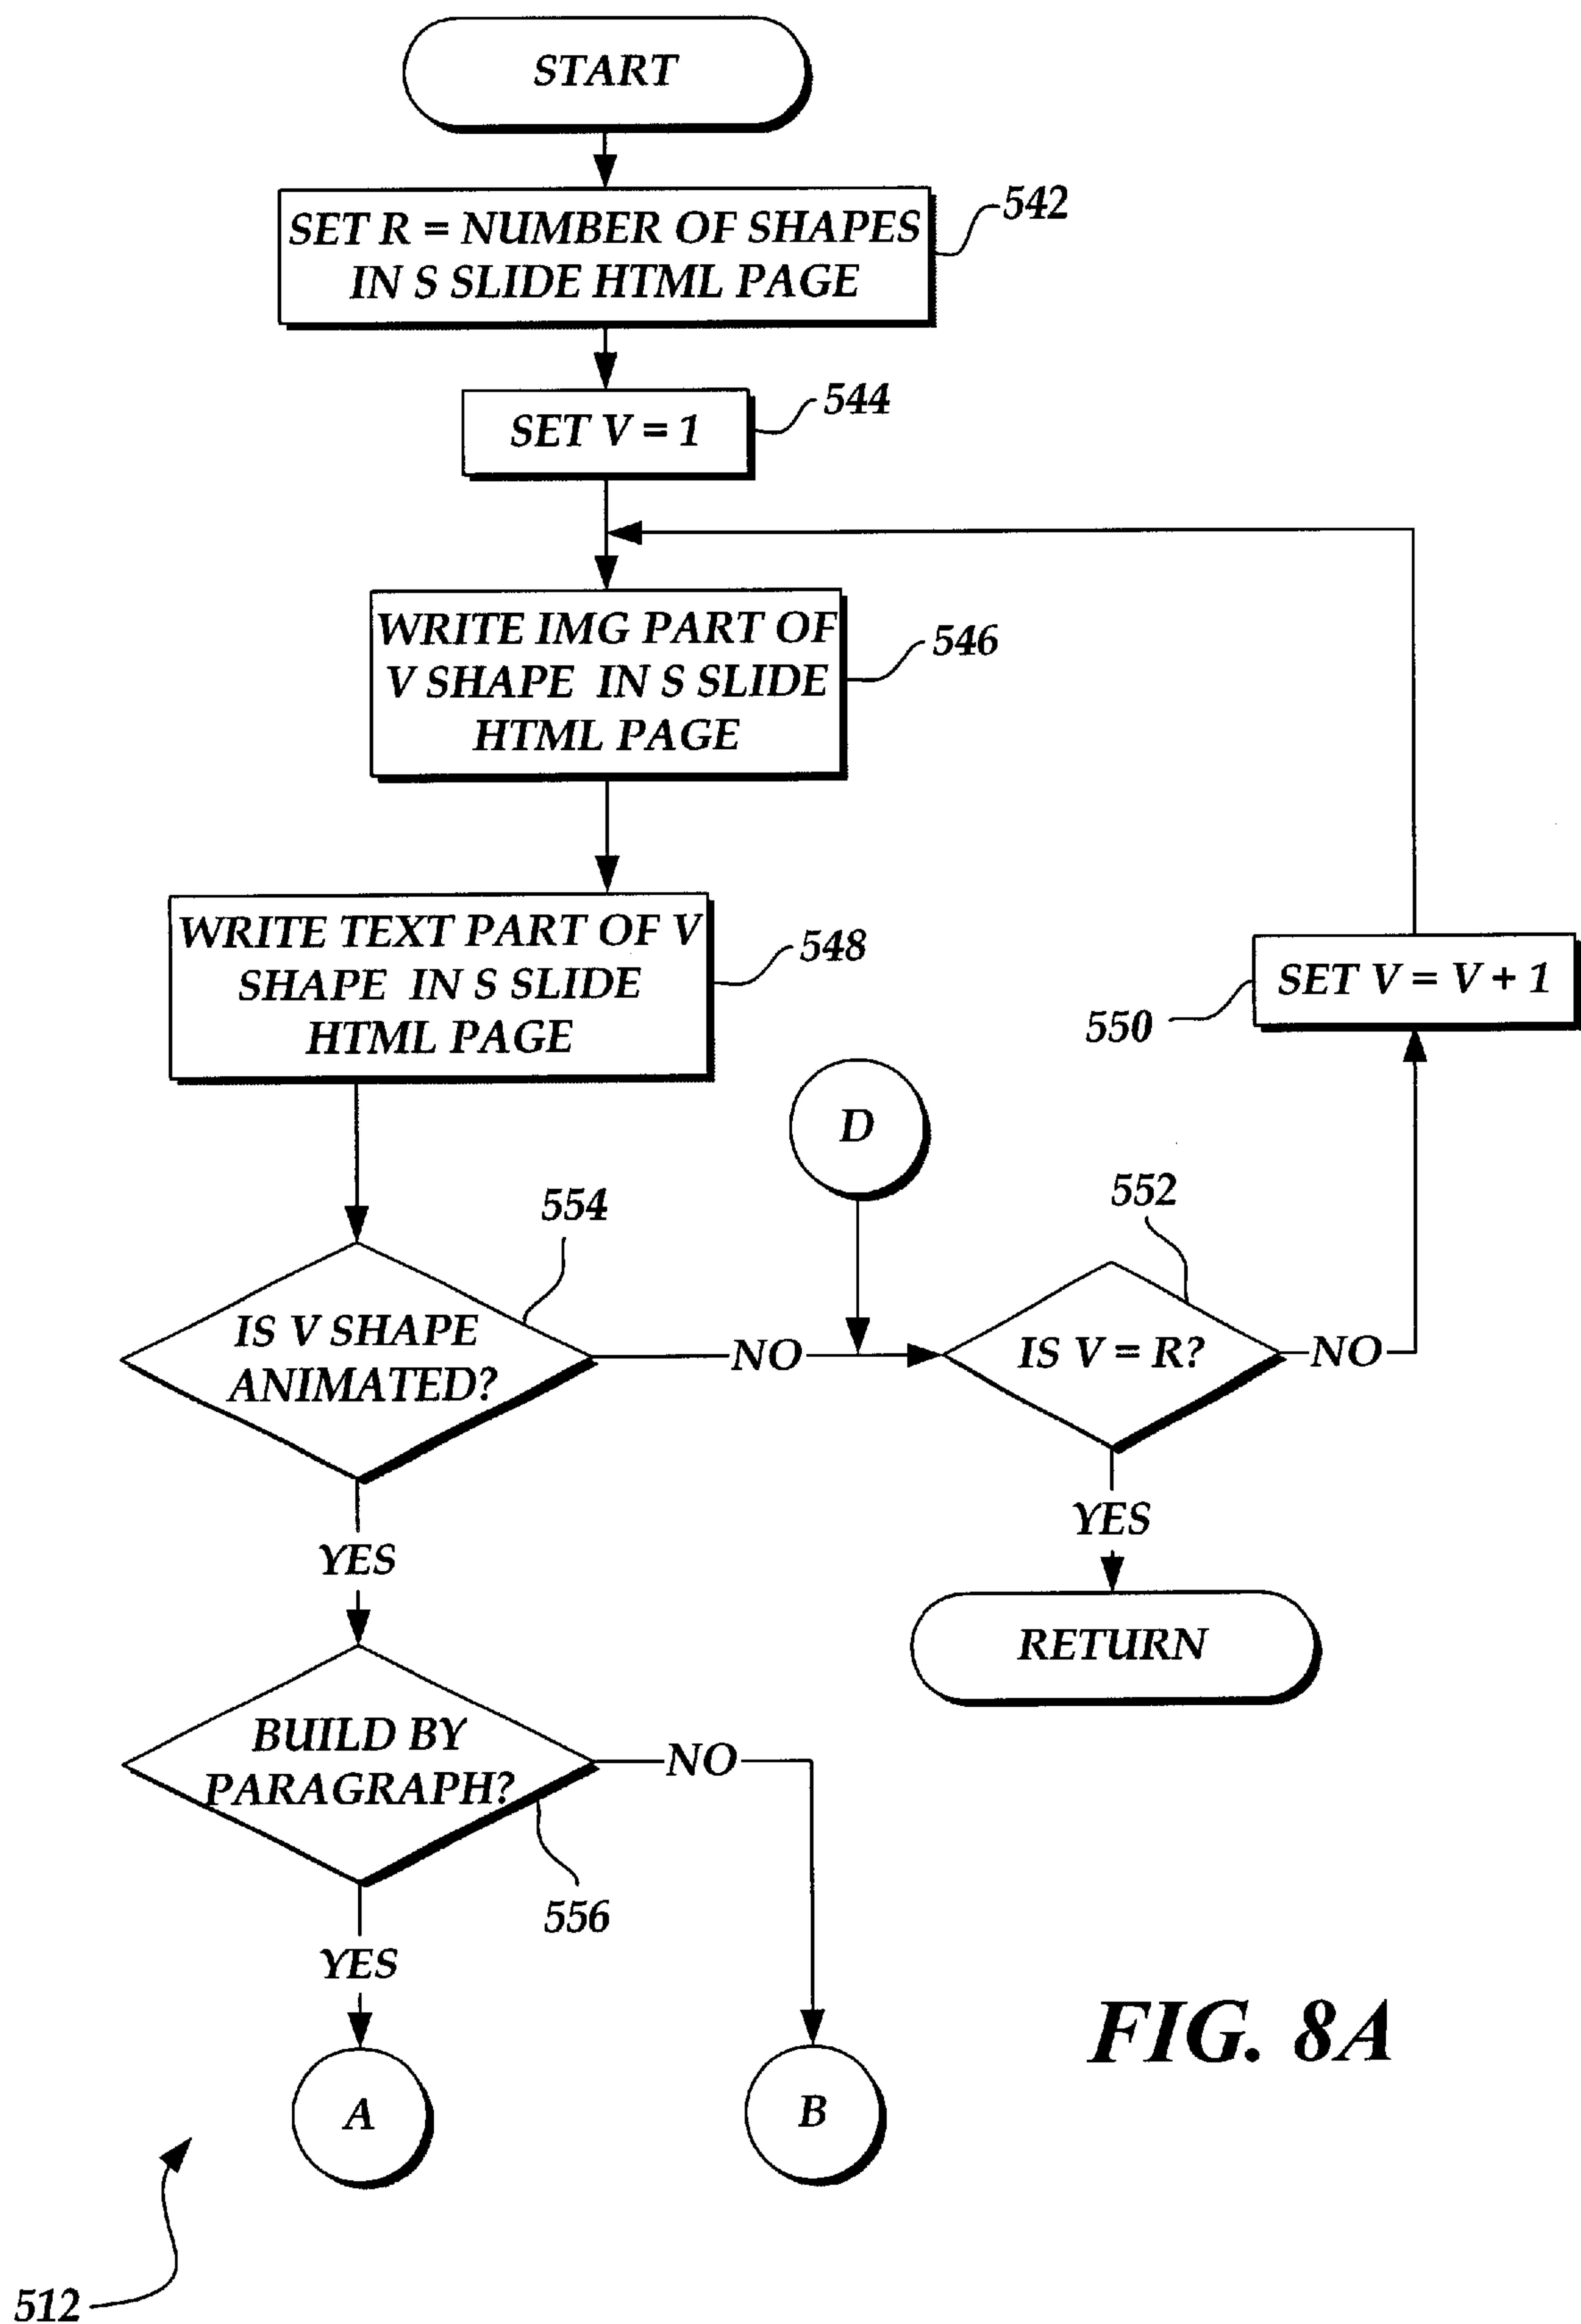 START
SET R = NUMBER OF SHAPES
IN S SLIDE HTML PAGE
542
SET V = 1
544
WRITE IMG PART OF
V SHAPE IN S SLIDE
HTML PAGE
546
WRITE TEXT PART OF V
SHAPE IN S SLIDE
HTML PAGE
548
SET V = V + 1
550
D
554
552
IS V SHAPE
ANIMATED?
NO
IS V = R?
NO
YES
YES
RETURN
BUILD BY
PARAGRAPH?
NO
556
YES
A
B
FIG. 8A
512